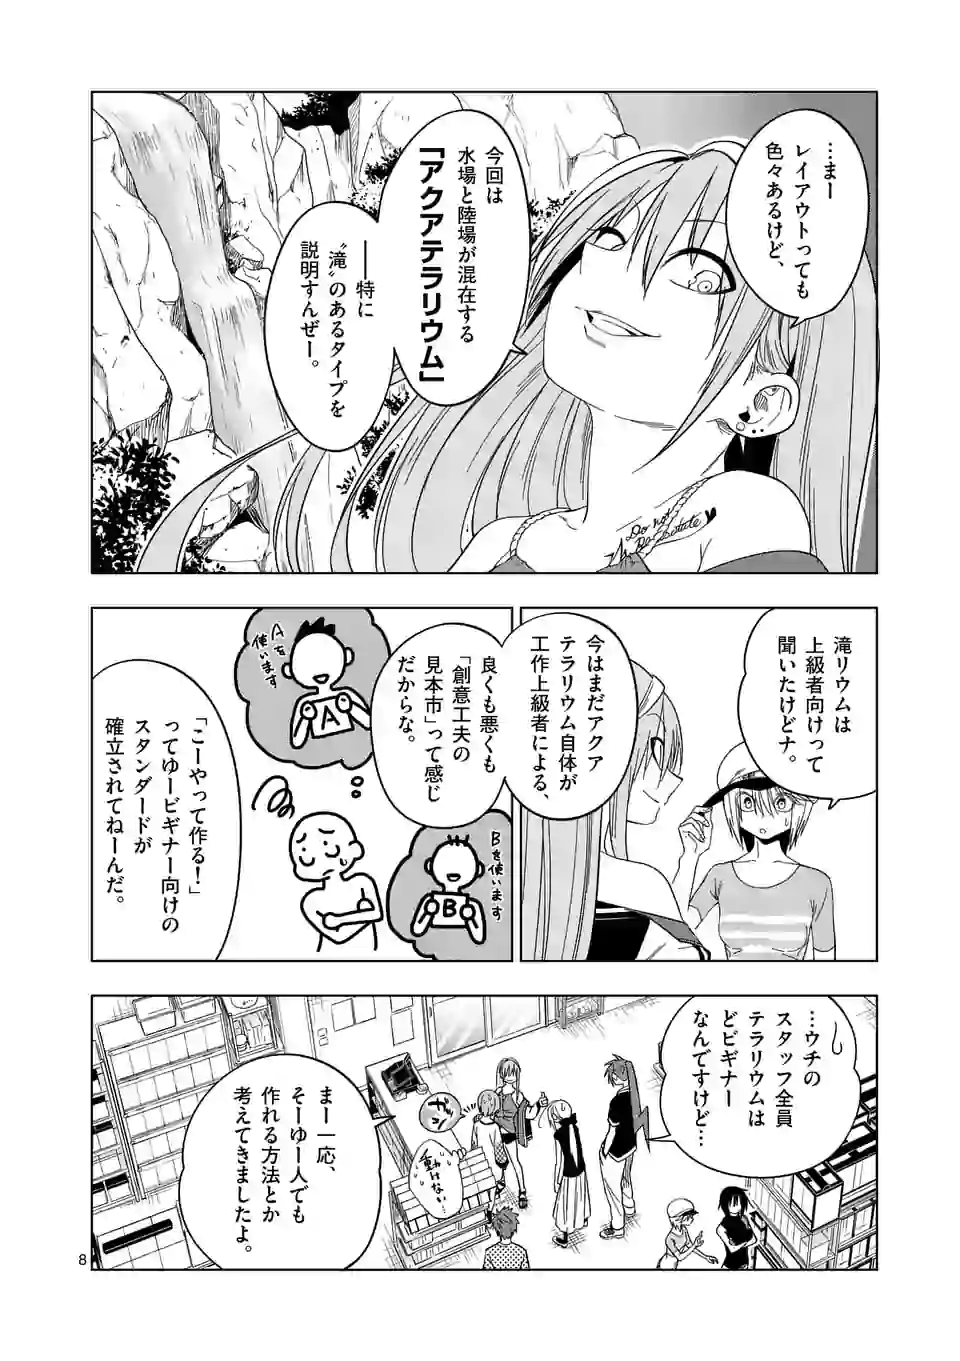 …まー
レイアウトっても
色々あるけど、
今回は
水場と陸場が混在する
「アクアテラリウム」
──特に
〝滝〟のあるタイプを
説明すんぜー。
Do not
滝リウムは
上級者向けって
聞いたけどナ。
今はまだアクア
テラリウム自体が
工作上級者による、
良くも悪くも
「創意工夫の
見本市」って感じ
だからな。
Aを
使います
A
Bを使います
B
「こーやって作る！」
ってゆービギナー向けの
スタンダードが
確立されてねーんだ。
…ウチの
スタッフ全員
テラリウムは
どビギナー
なんですけど…
動けない…
まー一応、
そーゆー人でも
作れる方法とか
考えてきましたよ。
8